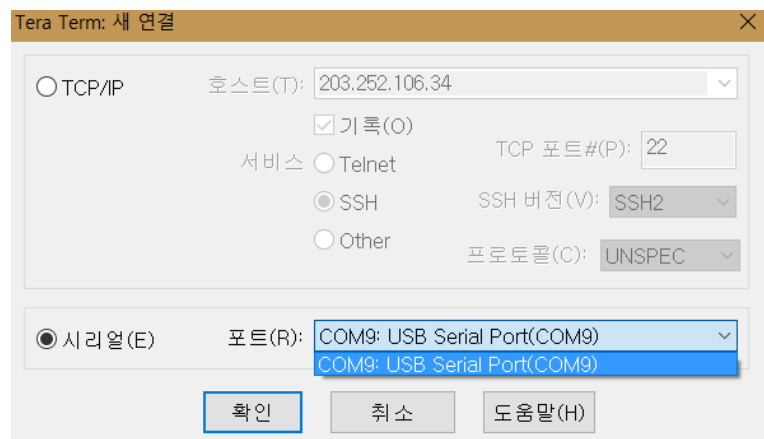 Tera Term: 새 연결
TCP/IP 호스트(T): 203.252.106.34
기록(O)
서비스 Telnet TCP 포트#(P): 22
SSH SSH 버전(V): SSH2
Other 프로토콜(C): UNSPEC
시리얼(E) 포트(R): COM9: USB Serial Port(COM9)
COM9: USB Serial Port(COM9)
확인 취소 도움말(H)